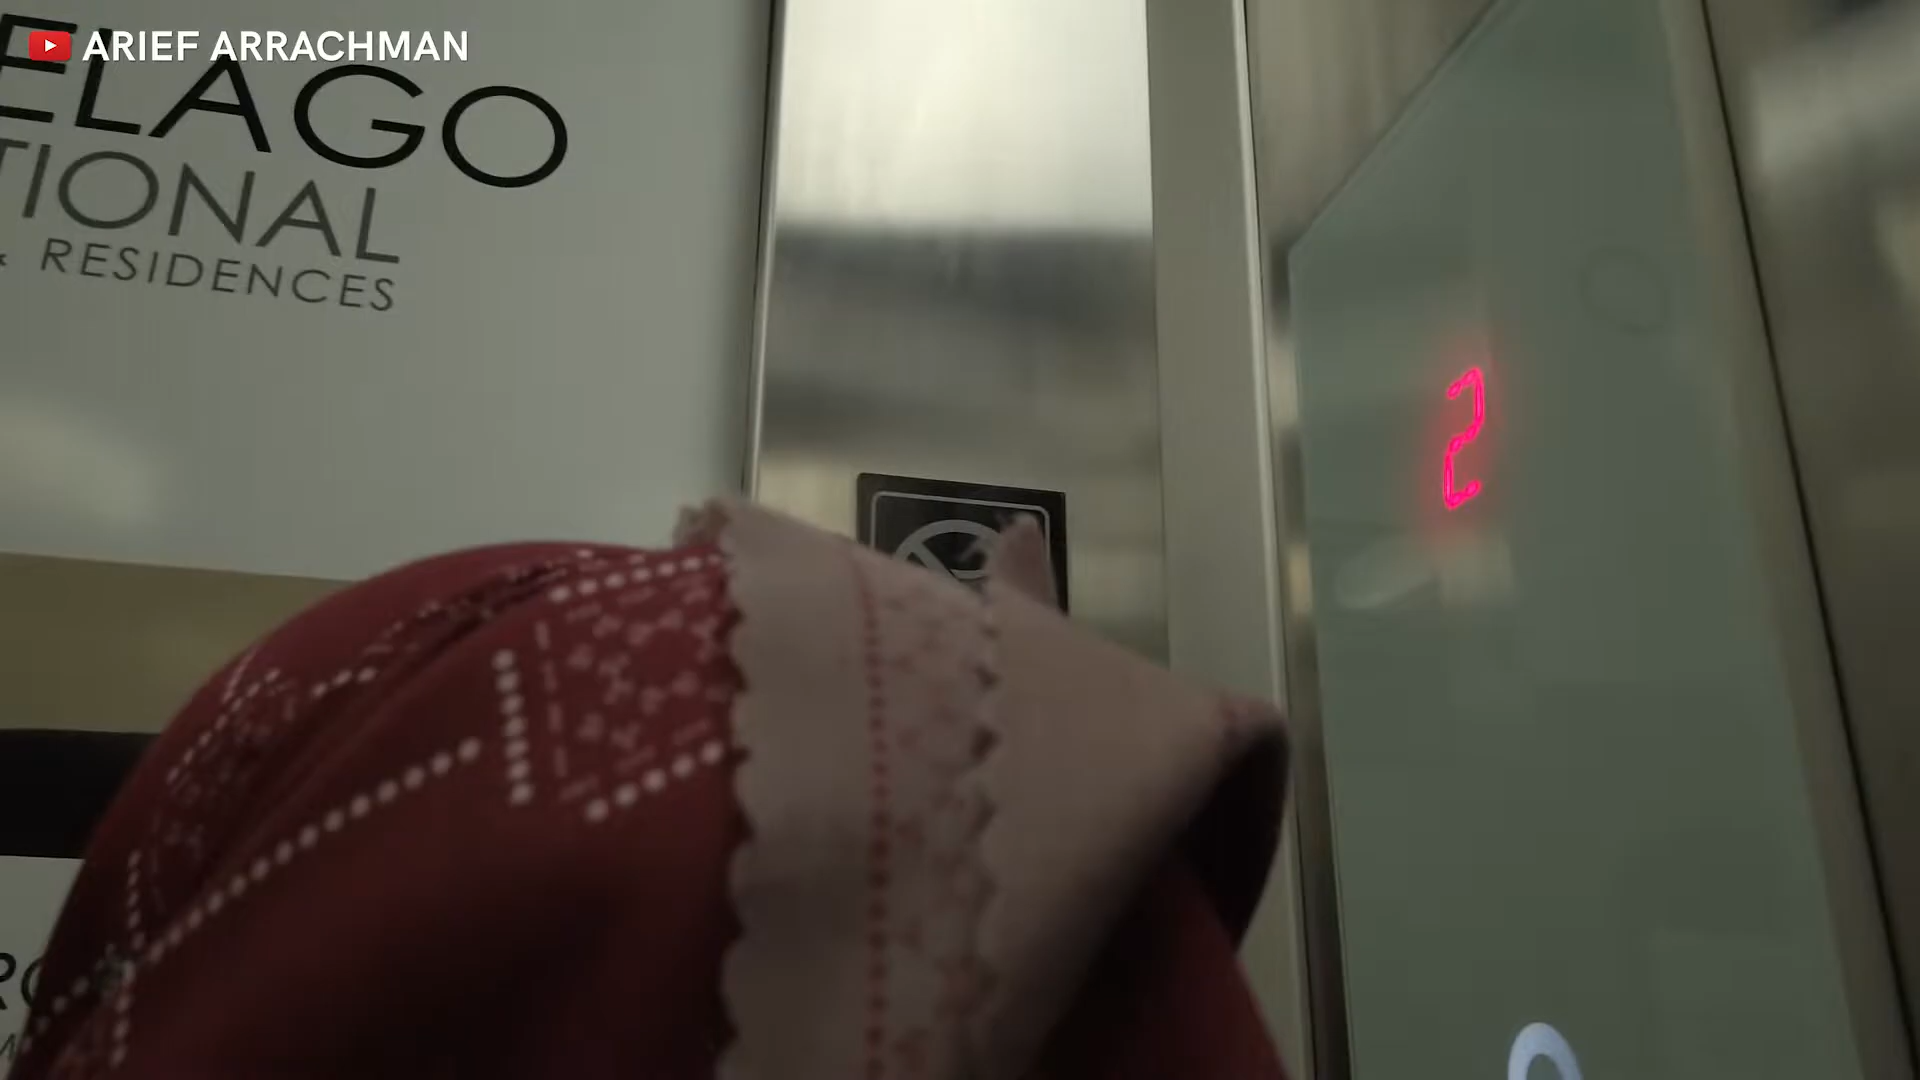 ARIEF ARRACHMAN
ELAGO
TIONAL
& RESIDENCES
2